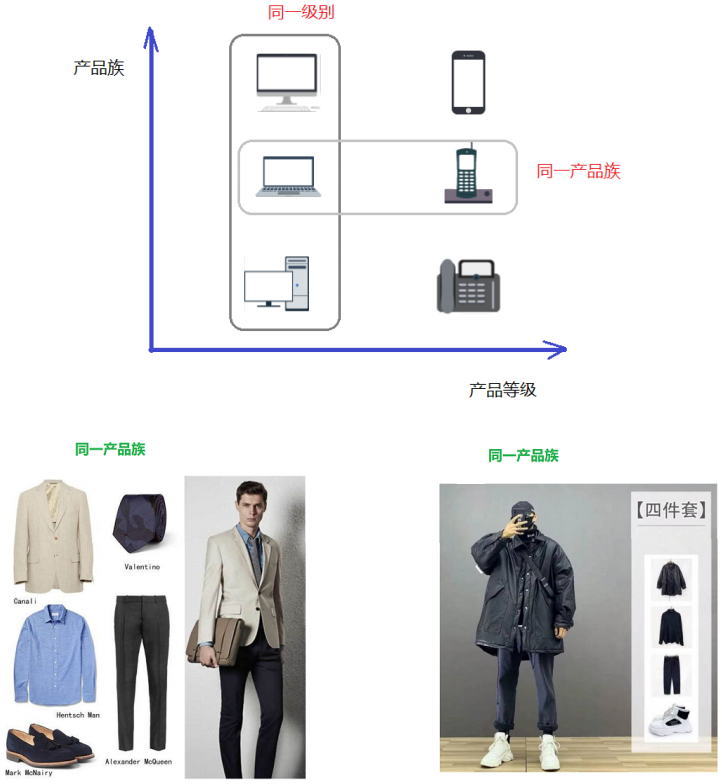 同一级别
产品族
同一产品族
产品等级
同一产品族
同一产品族
【四件套】
Valentino
Canali
Hentsch Man
Alexander McQueen
Mark McNairy